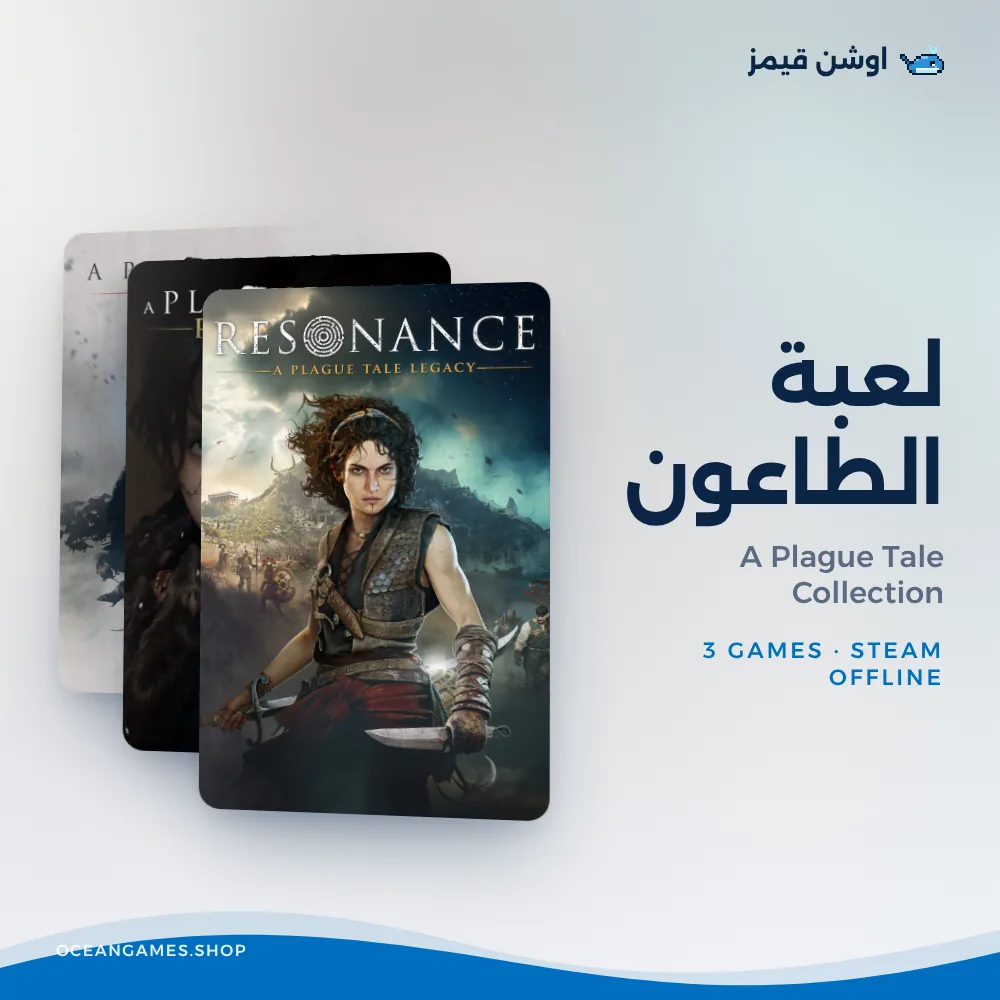 اوشن قيمز
A P
A PL
RESONANCE
A PLAGUE TALE LEGACY
لعبة
الطاعون
A Plague Tale
Collection
3 GAMES · STEAM
OFFLINE
OCEANGAMES.SHOP